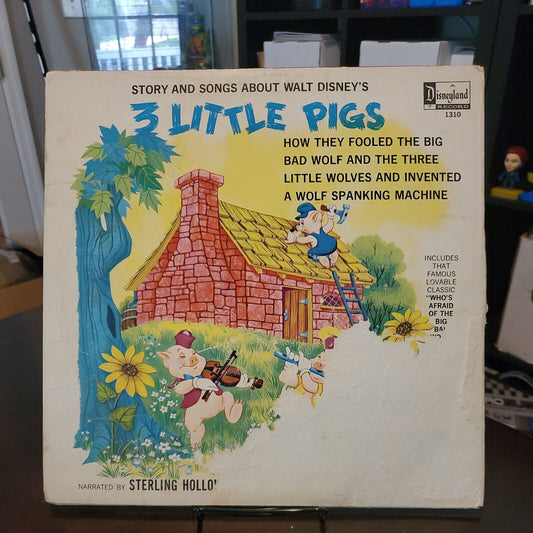 STORY AND SONGS ABOUT WALT DISNEY'S
3 LITTLE PIGS
Disneyland
RECORD
1310
HOW THEY FOOLED THE BIG
BAD WOLF AND THE THREE
LITTLE WOLVES AND INVENTED
A WOLF SPANKING MACHINE
INCLUDES
THAT
FAMOUS
LOVABLE
CLASSIC
"WHO'S
AFRAID
OF THE
BIG
NARRATED BY STERLING